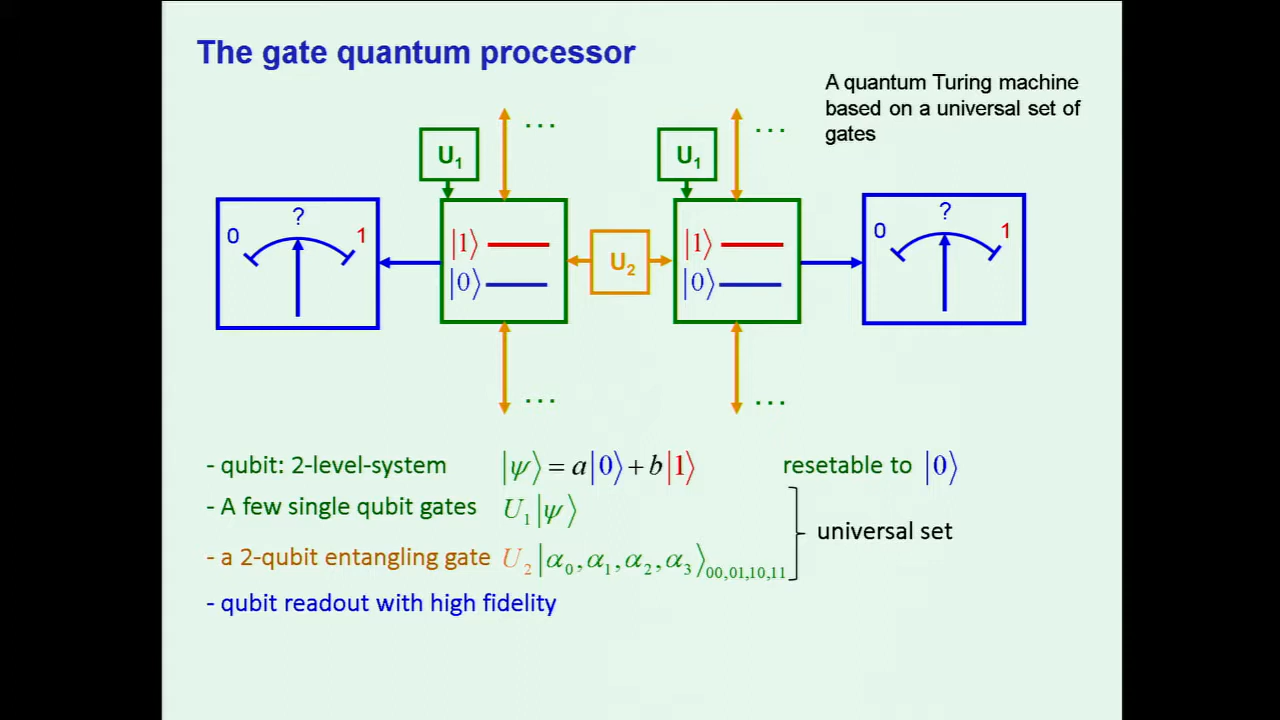 The gate quantum processor
A quantum Turing machine
based on a universal set of
gates
...
...
U₁
U₁
0 ? 1
|1⟩
|0⟩
U₂
|1⟩
|0⟩
0 ? 1
...
...
- qubit: 2-level-system |ψ⟩ = a|0⟩ + b|1⟩ resetable to |0⟩
- A few single qubit gates U₁|ψ⟩
universal set
- a 2-qubit entangling gate U₂|α₀,α₁,α₂,α₃⟩₀₀,₀₁,₁₀,₁₁
- qubit readout with high fidelity